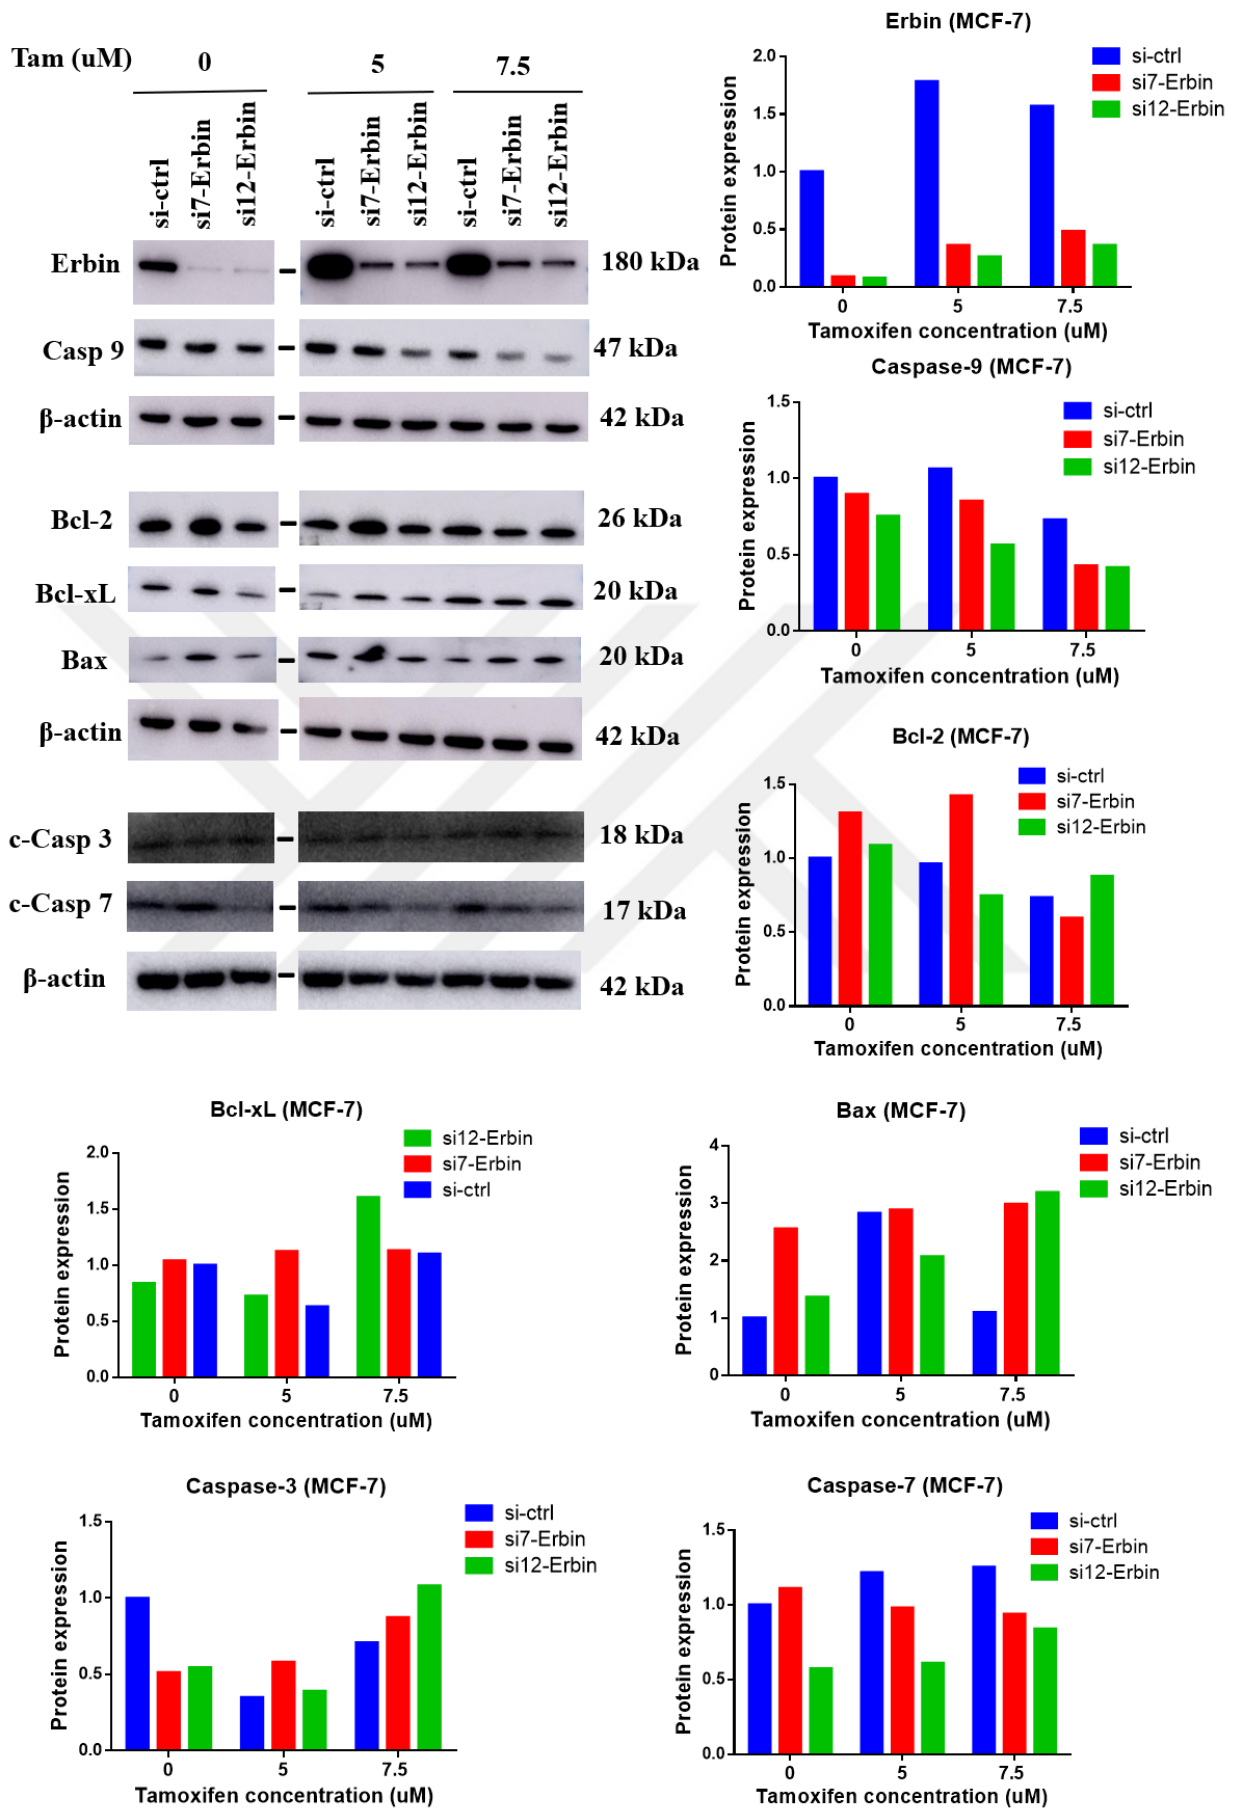 Tam (uM) 0 5 7.5
si-ctrl si7-Erbin si12-Erbin si-ctrl si7-Erbin si12-Erbin si-ctrl si7-Erbin si12-Erbin
Erbin 180 kDa
Casp 9 47 kDa
β-actin 42 kDa
Bcl-2 26 kDa
Bcl-xL 20 kDa
Bax 20 kDa
β-actin 42 kDa
c-Casp 3 18 kDa
c-Casp 7 17 kDa
β-actin 42 kDa
Erbin (MCF-7)
Protein expression
2.0
1.5
1.0
0.5
0.0
0 5 7.5
Tamoxifen concentration (uM)
si-ctrl
si7-Erbin
si12-Erbin
Caspase-9 (MCF-7)
Protein expression
1.5
1.0
0.5
0.0
0 5 7.5
Tamoxifen concentration (uM)
si-ctrl
si7-Erbin
si12-Erbin
Bcl-2 (MCF-7)
Protein expression
1.5
1.0
0.5
0.0
0 5 7.5
Tamoxifen concentration (uM)
si-ctrl
si7-Erbin
si12-Erbin
Bcl-xL (MCF-7)
Protein expression
2.0
1.5
1.0
0.5
0.0
0 5 7.5
Tamoxifen concentration (uM)
si12-Erbin
si7-Erbin
si-ctrl
Bax (MCF-7)
Protein expression
4
3
2
1
0
0 5 7.5
Tamoxifen concentration (uM)
si-ctrl
si7-Erbin
si12-Erbin
Caspase-3 (MCF-7)
Protein expression
1.5
1.0
0.5
0.0
0 5 7.5
Tamoxifen concentration (uM)
si-ctrl
si7-Erbin
si12-Erbin
Caspase-7 (MCF-7)
Protein expression
1.5
1.0
0.5
0.0
0 5 7.5
Tamoxifen concentration (uM)
si-ctrl
si7-Erbin
si12-Erbin